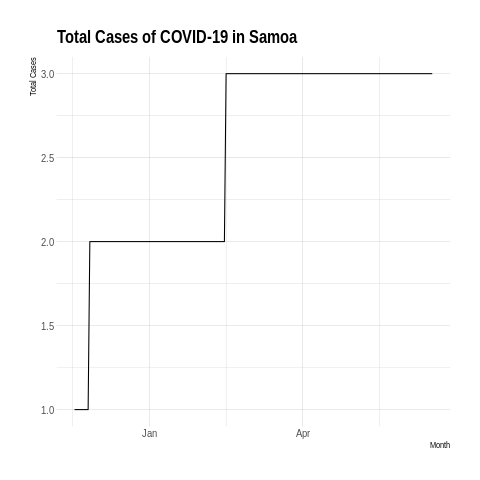 Total Cases of COVID-19 in Samoa
Total Cases
3.0
2.5
2.0
1.5
1.0
Jan
Apr
Month